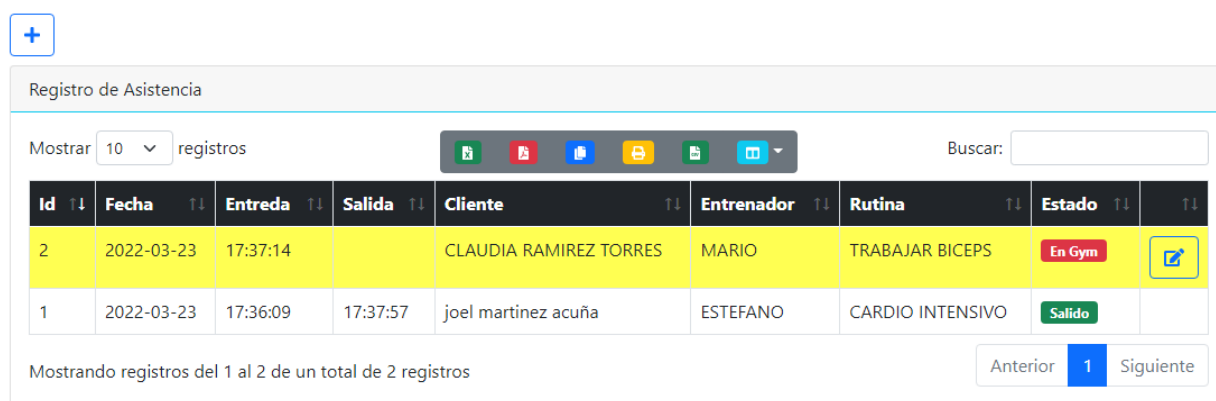 Registro de Asistencia
Mostrar 10 registros Buscar:
Id Fecha Entreda Salida Cliente Entrenador Rutina Estado
2 2022-03-23 17:37:14 CLAUDIA RAMIREZ TORRES MARIO TRABAJAR BICEPS En Gym
1 2022-03-23 17:36:09 17:37:57 joel martinez acuña ESTEFANO CARDIO INTENSIVO Salido
Mostrando registros del 1 al 2 de un total de 2 registros Anterior 1 Siguiente